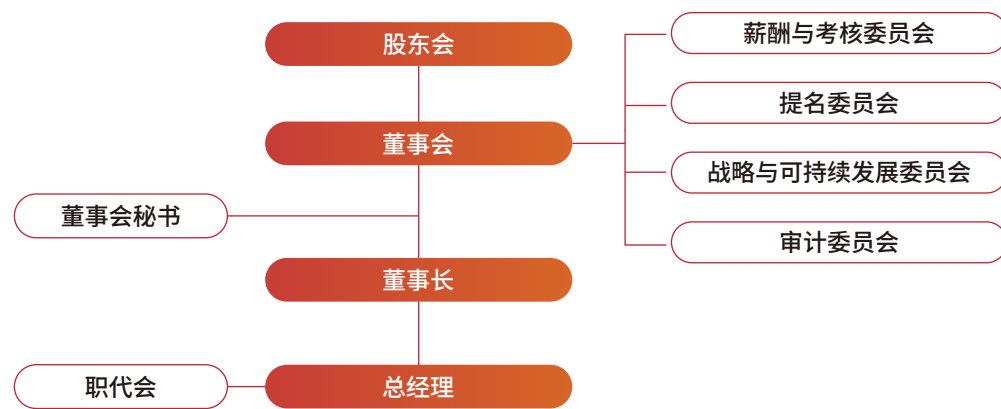 股东会
薪酬与考核委员会
提名委员会
董事会
战略与可持续发展委员会
董事会秘书
审计委员会
董事长
职代会
总经理